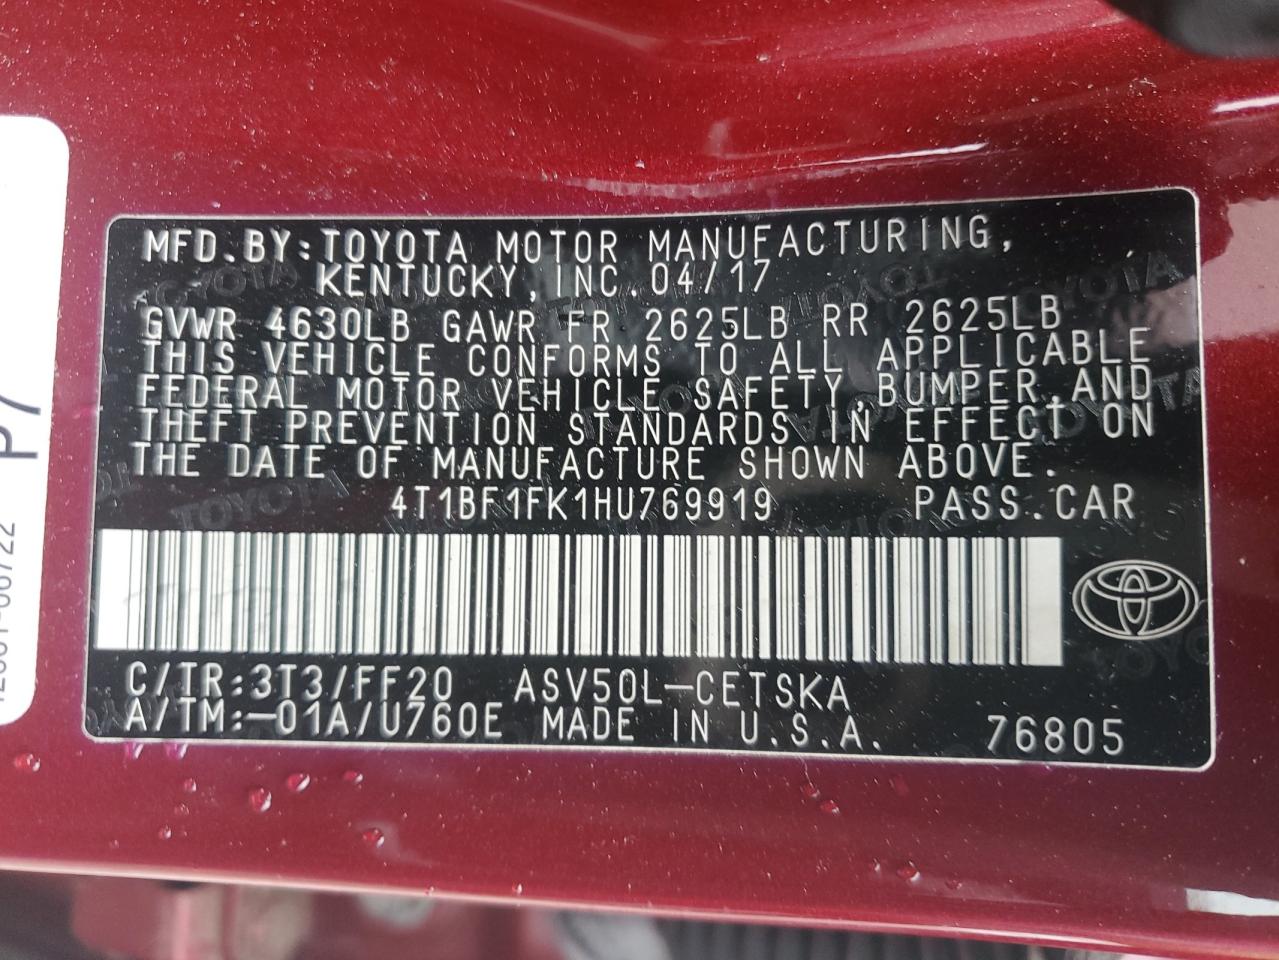 MFD.BY:TOYOTA MOTOR MANUFACTURING,
KENTUCKY,INC.04/17
GVWR 4630LB GAWR FR 2625LB RR 2625LB
THIS VEHICLE CONFORMS TO ALL APPLICABLE
FEDERAL MOTOR VEHICLE SAFETY,BUMPER,AND
THEFT PREVENTION STANDARDS IN EFFECT ON
THE DATE OF MANUFACTURE SHOWN ABOVE.
4T1BF1FK1HU769919 PASS.CAR
C/TR:3T3/FF20 ASV50L-CETSKA
A/TM:-01A/U760E MADE IN U.S.A. 76805
P7